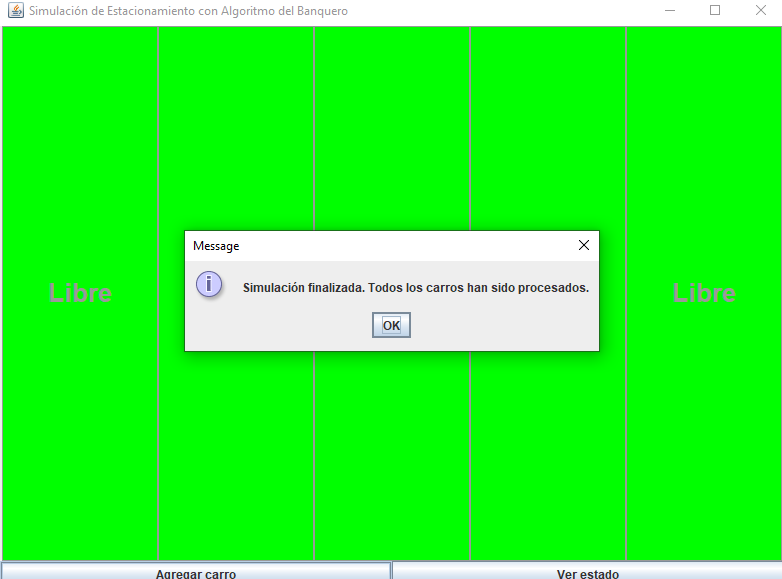 Simulación de Estacionamiento con Algoritmo del Banquero
Message
Simulación finalizada. Todos los carros han sido procesados.
OK
Libre
Libre
Agregar carro
Ver estado